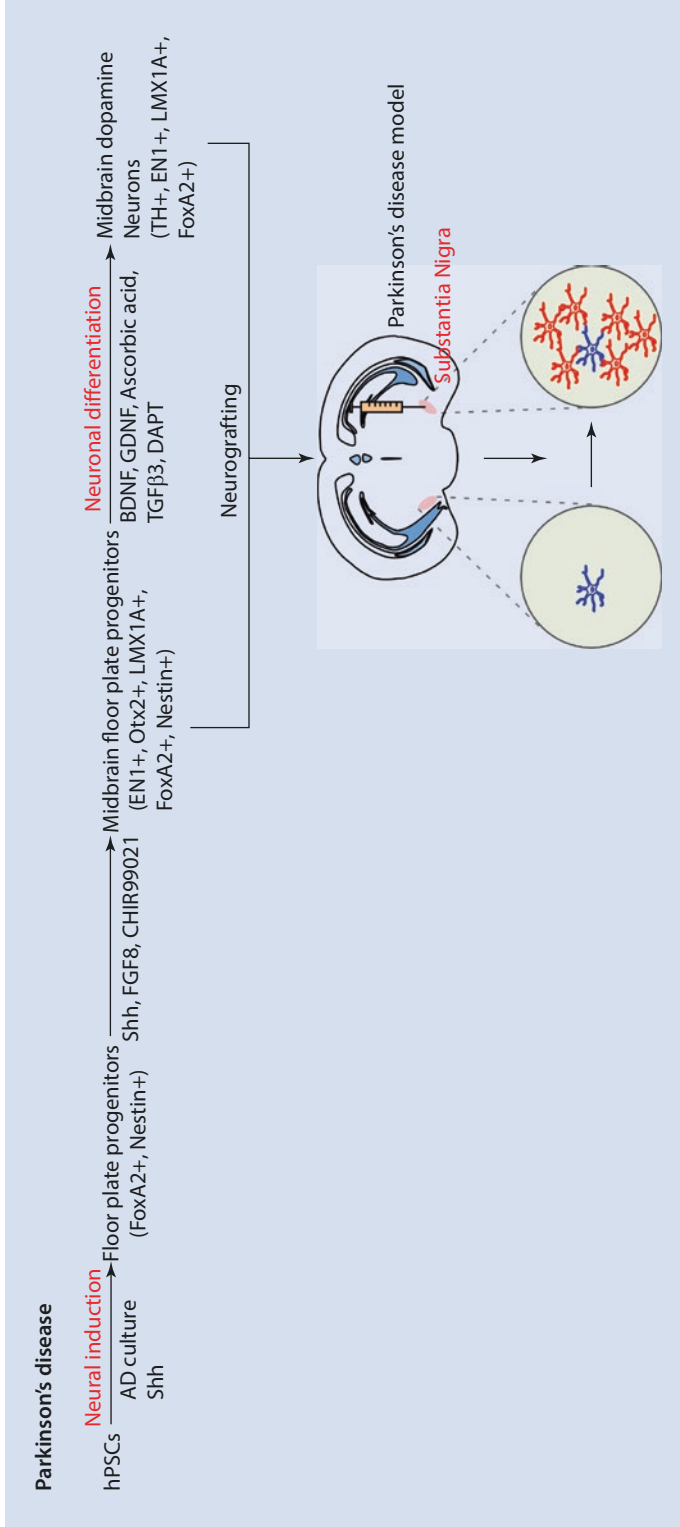 Parkinson's disease
Neural induction
hPSCs
AD culture
Shh
Floor plate progenitors
(FoxA2+, Nestin+)
Shh, FGF8, CHIR99021
Midbrain floor plate progenitors
(EN1+, Otx2+, LMX1A+,
FoxA2+, Nestin+)
Neuronal differentiation
BDNF, GDNF, Ascorbic acid,
TGFβ3, DAPT
Midbrain dopamine
Neurons
(TH+, EN1+, LMX1A+,
FoxA2+)
Neurografting
Parkinson's disease model
Substantia Nigra